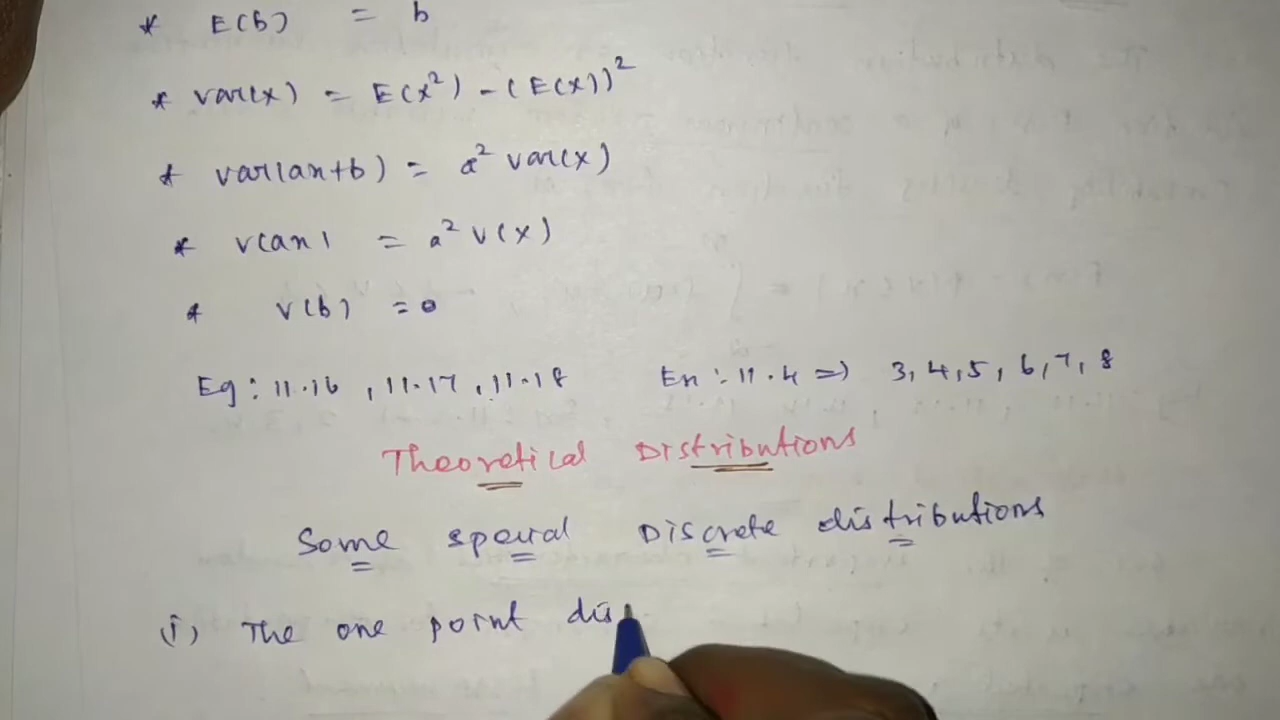 * E(b) = b
* var(x) = E(x²) - (E(x))²
* var(ax+b) = a² var(x)
* v(ax) = a² v(x)
* v(b) = 0
Eg: 11.16, 11.17, 11.18 Ex: 11.4 => 3, 4, 5, 6, 7, 8
Theoretical Distributions
Some special Discrete distributions
(i) The one point dis